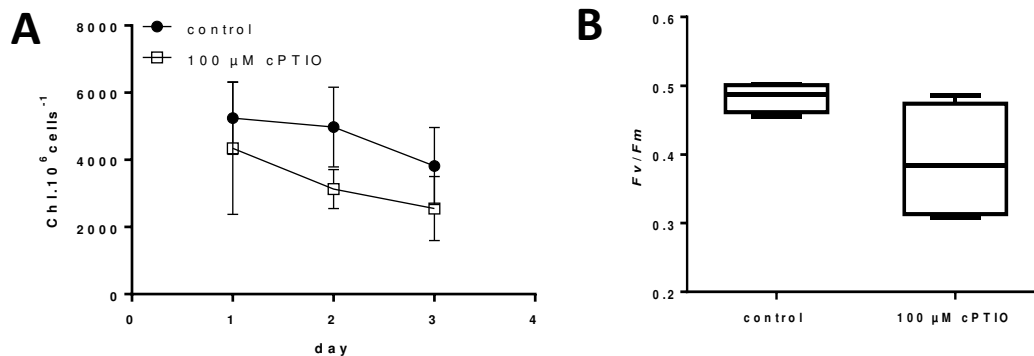 A
8000
6000
4000
2000
0
Chl.10⁶cells⁻¹
control
100 µM cPTIO
0 1 2 3 4
day
B
0.6
0.5
0.4
0.3
0.2
Fv/Fm
control 100 µM cPTIO